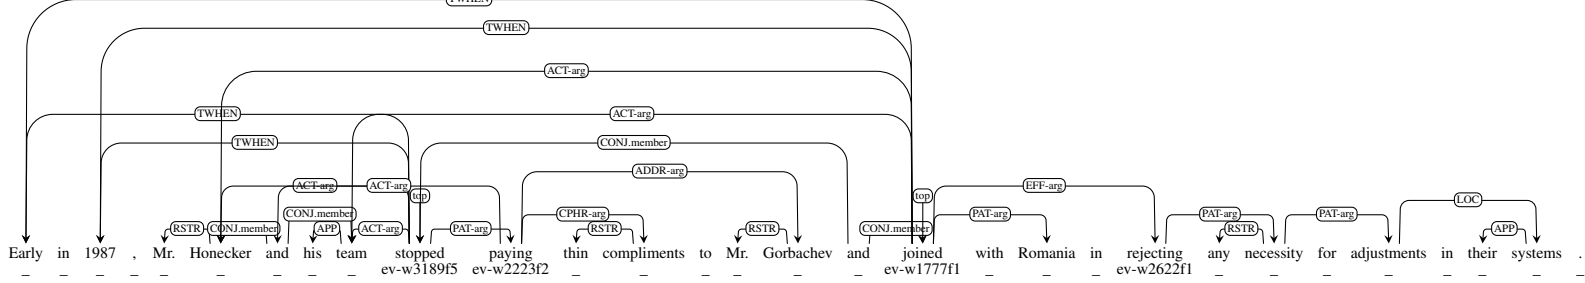 TWHEN
TWHEN
ACT-arg
TWHEN ACT-arg
TWHEN CONJ.member
ADDR-arg
ACT-arg ACT-arg EFF-arg
top top LOC
CONJ.member CPHR-arg PAT-arg PAT-arg PAT-arg
RSTR CONJ.member APP ACT-arg PAT-arg RSTR RSTR CONJ.member RSTR APP
Early in 1987 , Mr. Honecker and his team stopped paying thin compliments to Mr. Gorbachev and joined with Romania in rejecting any necessity for adjustments in their systems .
_ _ _ _ _ _ _ _ _ ev-w3189f5 ev-w2223f2 _ _ _ _ _ _ ev-w1777f1 _ _ _ ev-w2622f1 _ _ _ _ _ _ _ _